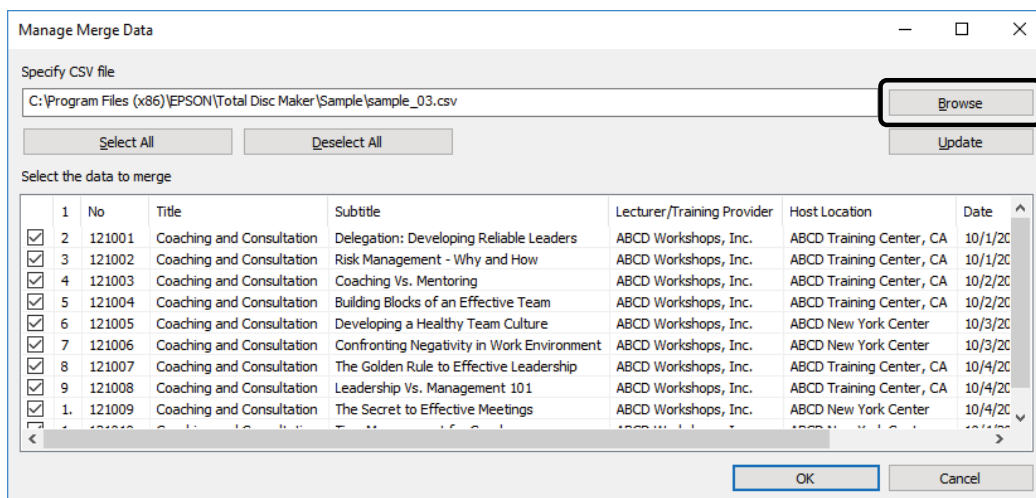 Manage Merge Data
Specify CSV file
C:\Program Files (x86)\EPSON\Total Disc Maker\Sample\sample_03.csv Browse
Select All Deselect All Update
Select the data to merge
1 No Title Subtitle Lecturer/Training Provider Host Location Date
2 121001 Coaching and Consultation Delegation: Developing Reliable Leaders ABCD Workshops, Inc. ABCD Training Center, CA 10/1/20
3 121002 Coaching and Consultation Risk Management - Why and How ABCD Workshops, Inc. ABCD Training Center, CA 10/1/20
4 121003 Coaching and Consultation Coaching Vs. Mentoring ABCD Workshops, Inc. ABCD Training Center, CA 10/2/20
5 121004 Coaching and Consultation Building Blocks of an Effective Team ABCD Workshops, Inc. ABCD Training Center, CA 10/2/20
6 121005 Coaching and Consultation Developing a Healthy Team Culture ABCD Workshops, Inc. ABCD New York Center 10/3/20
7 121006 Coaching and Consultation Confronting Negativity in Work Environment ABCD Workshops, Inc. ABCD New York Center 10/3/20
8 121007 Coaching and Consultation The Golden Rule to Effective Leadership ABCD Workshops, Inc. ABCD Training Center, CA 10/4/20
9 121008 Coaching and Consultation Leadership Vs. Management 101 ABCD Workshops, Inc. ABCD Training Center, CA 10/4/20
1. 121009 Coaching and Consultation The Secret to Effective Meetings ABCD Workshops, Inc. ABCD New York Center 10/4/20
OK Cancel